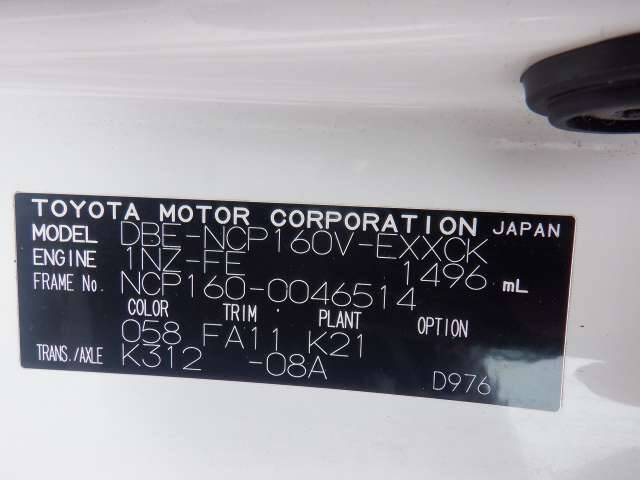 TOYOTA MOTOR CORPORATION JAPAN
MODEL DBE-NCP160V-EXXCK
ENGINE 1NZ-FE 1496 mL
FRAME No. NCP160-0046514
COLOR TRIM PLANT OPTION
058 FA11 K21
TRANS./AXLE K312 -08A
D976